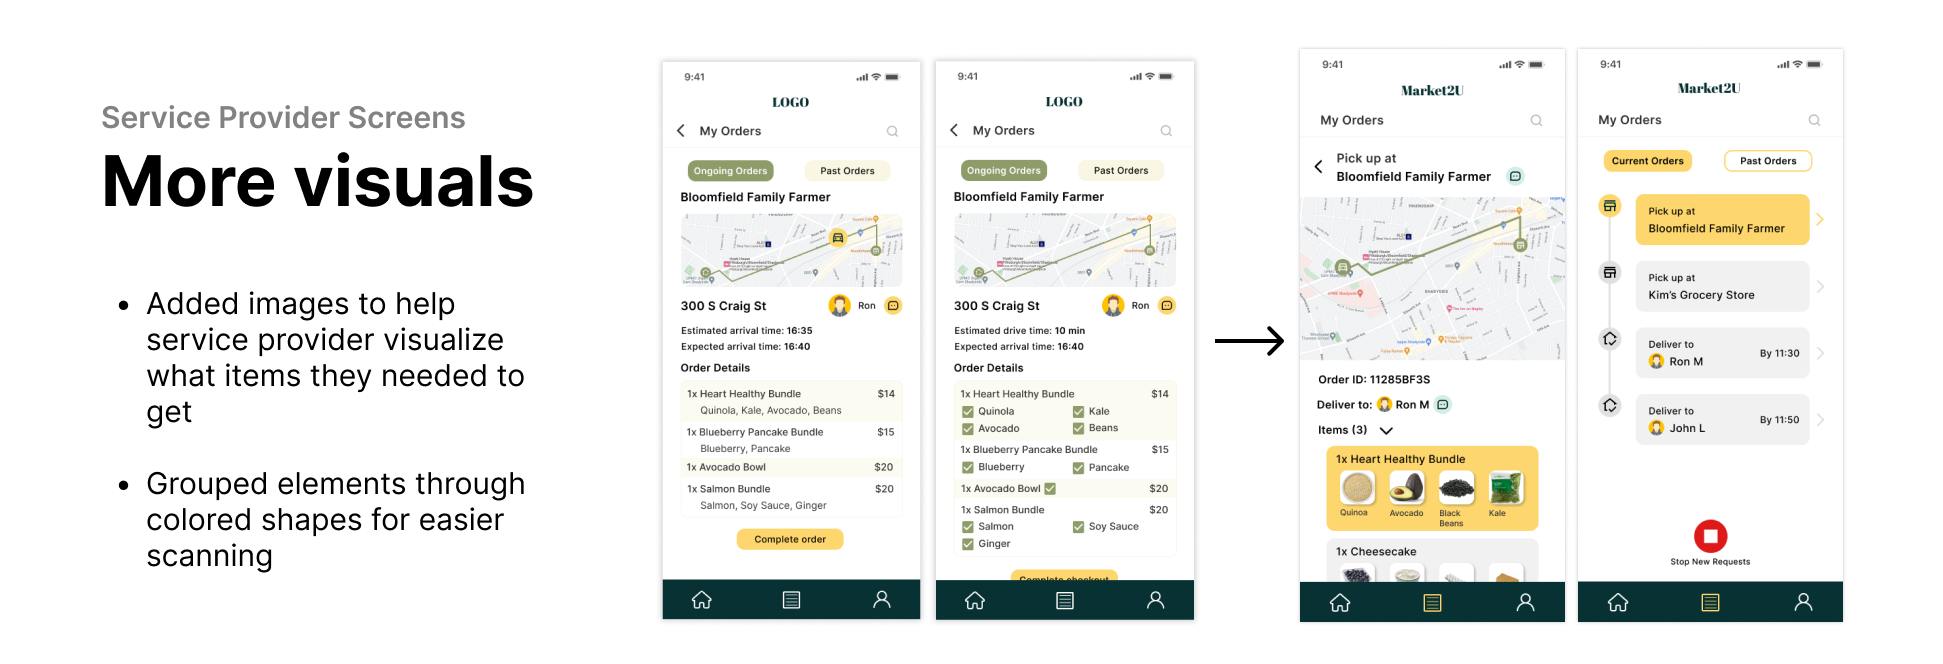 Service Provider Screens
More visuals
• Added images to help
service provider visualize
what items they needed to
get
• Grouped elements through
colored shapes for easier
scanning
9:41
LOGO
My Orders
Ongoing Orders
Past Orders
Bloomfield Family Farmer
300 S Craig St
Ron
Estimated arrival time: 16:35
Expected arrival time: 16:40
Order Details
1x Heart Healthy Bundle $14
Quinola, Kale, Avocado, Beans
1x Blueberry Pancake Bundle $15
Blueberry, Pancake
1x Avocado Bowl $20
1x Salmon Bundle $20
Salmon, Soy Sauce, Ginger
Complete order
9:41
LOGO
My Orders
Ongoing Orders
Past Orders
Bloomfield Family Farmer
300 S Craig St
Ron
Estimated drive time: 10 min
Expected arrival time: 16:40
Order Details
1x Heart Healthy Bundle $14
Quinola Kale
Avocado Beans
1x Blueberry Pancake Bundle $15
Blueberry Pancake
1x Avocado Bowl $20
1x Salmon Bundle $20
Salmon Soy Sauce
Ginger
Complete checkout
9:41
Market2U
My Orders
Pick up at
Bloomfield Family Farmer
FRIENDSHIP
SHADYSIDE
Order ID: 11285BF3S
Deliver to: Ron M
Items (3)
1x Heart Healthy Bundle
Quinoa
Avocado
Black
Beans
Kale
1x Cheesecake
9:41
Market2U
My Orders
Current Orders
Past Orders
Pick up at
Bloomfield Family Farmer
Pick up at
Kim's Grocery Store
Deliver to
Ron M
By 11:30
Deliver to
John L
By 11:50
Stop New Requests